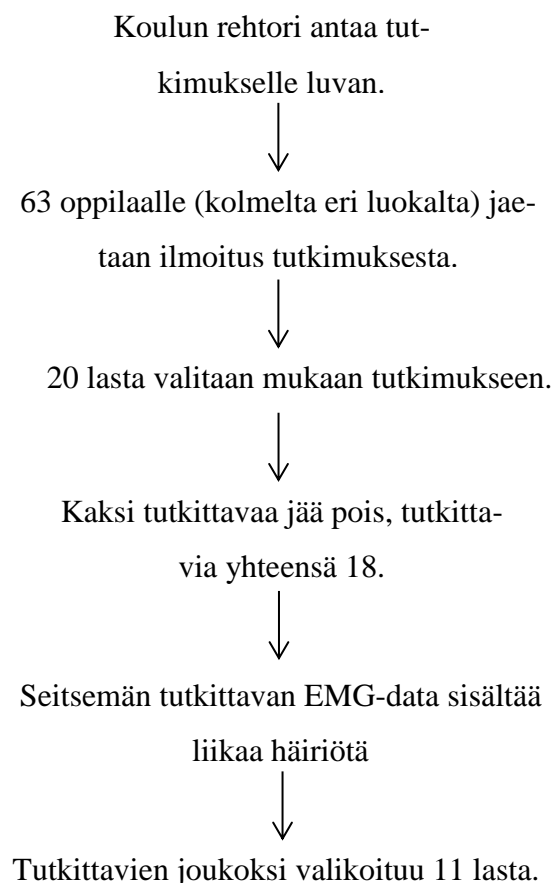 Koulun rehtori antaa tut-
kimukselle luvan.
63 oppilaalle (kolmelta eri luokalta) jae-
taan ilmoitus tutkimuksesta.
20 lasta valitaan mukaan tutkimukseen.
Kaksi tutkittavaa jää pois, tutkitta-
via yhteensä 18.
Seitsemän tutkittavan EMG-data sisältää
liikaa häiriötä
Tutkittavien joukoksi valikoituu 11 lasta.